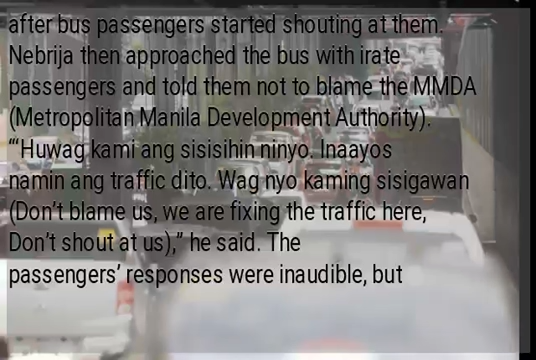 after bus passengers started shouting at them.
Nebrija then approached the bus with irate
passengers and told them not to blame the MMDA
(Metropolitan Manila Development Authority).
“‘Huwag kami ang sisisihin ninyo. Inaayos
namin ang traffic dito. Wag nyo kaming sisigawan
(Don’t blame us, we are fixing the traffic here,
Don’t shout at us),” he said. The
passengers’ responses were inaudible, but